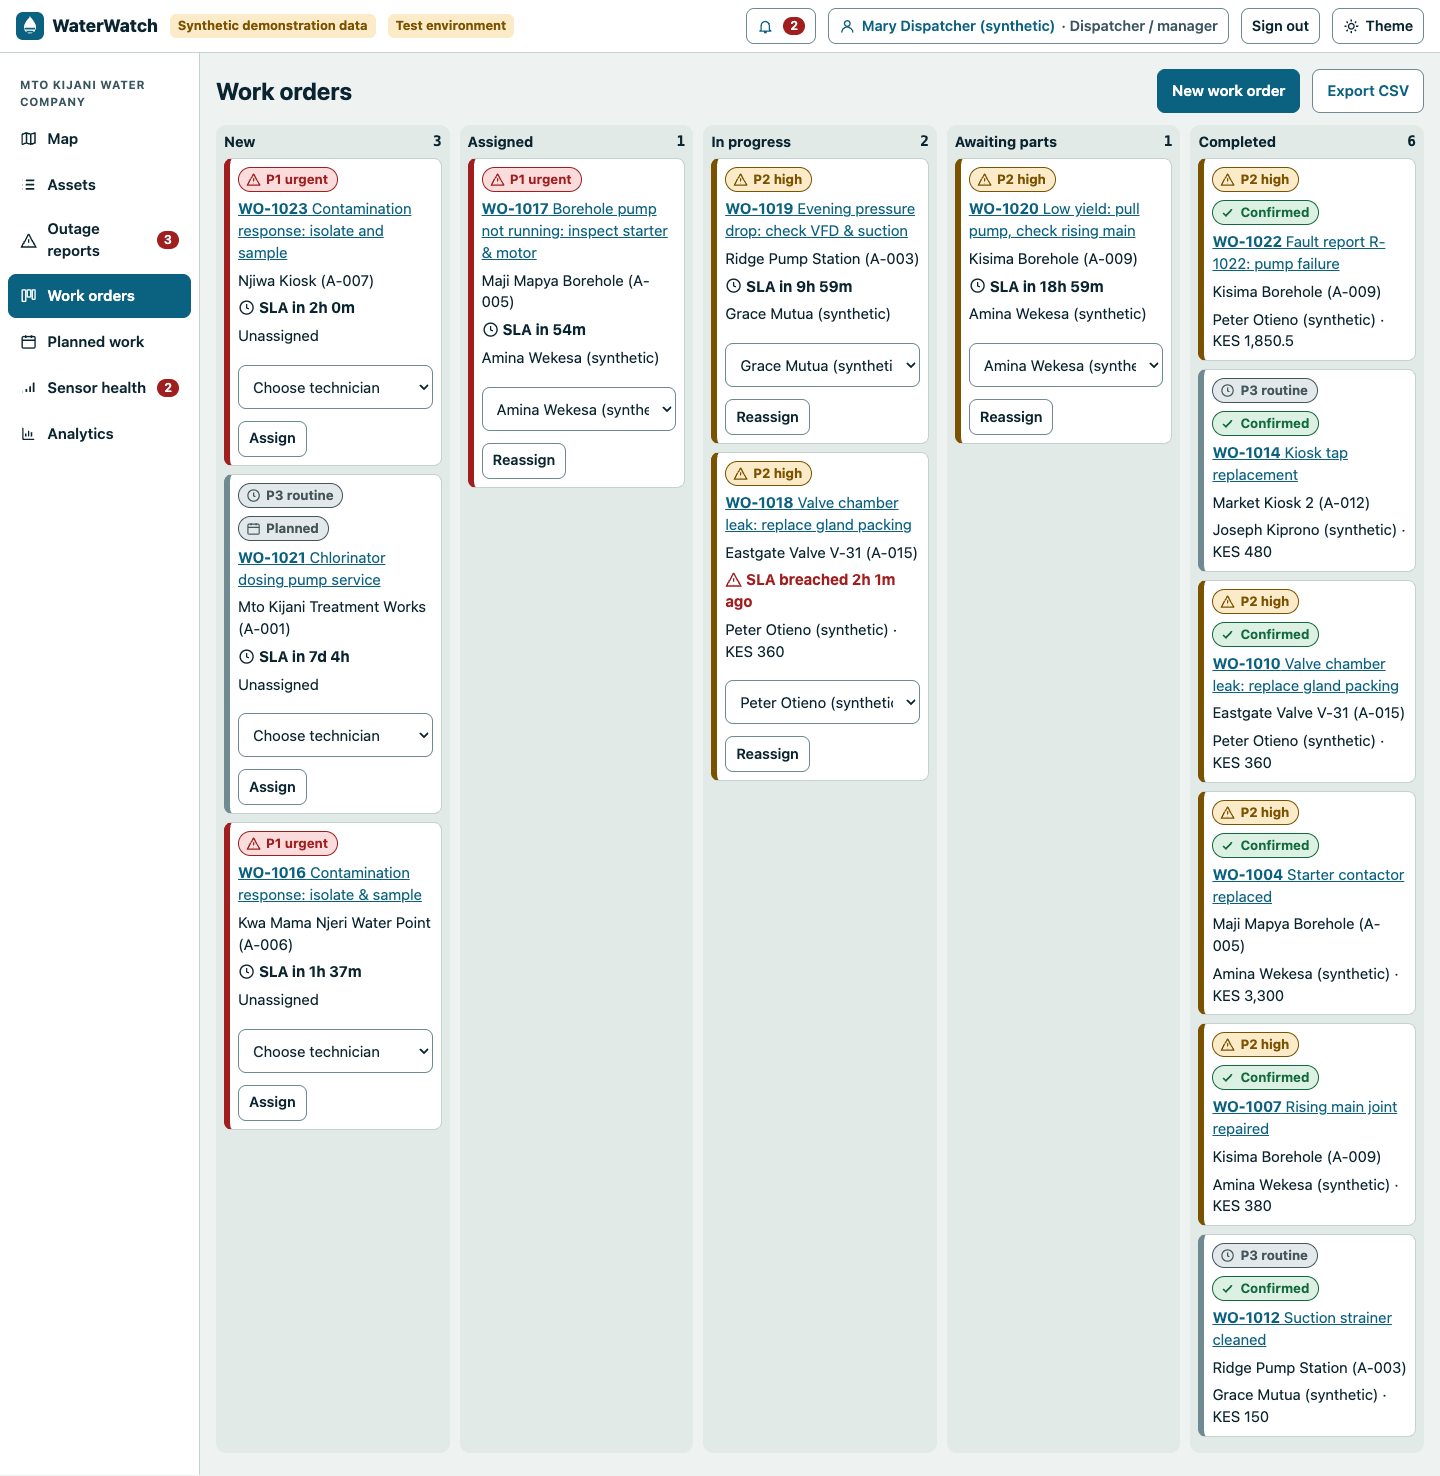 WaterWatch
Synthetic demonstration data
Test environment
2
Mary Dispatcher (synthetic) · Dispatcher / manager
Sign out
Theme
MTO KIJANI WATER
COMPANY
Map
Assets
Outage
reports
3
Work orders
Planned work
Sensor health
2
Analytics
Work orders
New work order
Export CSV
New 3
P1 urgent
WO-1023 Contamination
response: isolate and
sample
Njiwa Kiosk (A-007)
SLA in 2h 0m
Unassigned
Choose technician
Assign
P3 routine
Planned
WO-1021 Chlorinator
dosing pump service
Mto Kijani Treatment Works
(A-001)
SLA in 7d 4h
Unassigned
Choose technician
Assign
P1 urgent
WO-1016 Contamination
response: isolate & sample
Kwa Mama Njeri Water Point
(A-006)
SLA in 1h 37m
Unassigned
Choose technician
Assign
Assigned 1
P1 urgent
WO-1017 Borehole pump
not running: inspect starter
& motor
Maji Mapya Borehole (A-
005)
SLA in 54m
Amina Wekesa (synthetic)
Amina Wekesa (synthe
Reassign
In progress 2
P2 high
WO-1019 Evening pressure
drop: check VFD & suction
Ridge Pump Station (A-003)
SLA in 9h 59m
Grace Mutua (synthetic)
Grace Mutua (syntheti
Reassign
P2 high
WO-1018 Valve chamber
leak: replace gland packing
Eastgate Valve V-31 (A-015)
SLA breached 2h 1m
ago
Peter Otieno (synthetic) ·
KES 360
Peter Otieno (synthetic
Reassign
Awaiting parts 1
P2 high
WO-1020 Low yield: pull
pump, check rising main
Kisima Borehole (A-009)
SLA in 18h 59m
Amina Wekesa (synthetic)
Amina Wekesa (synthe
Reassign
Completed 6
P2 high
Confirmed
WO-1022 Fault report R-
1022: pump failure
Kisima Borehole (A-009)
Peter Otieno (synthetic) ·
KES 1,850.5
P3 routine
Confirmed
WO-1014 Kiosk tap
replacement
Market Kiosk 2 (A-012)
Joseph Kiprono (synthetic) ·
KES 480
P2 high
Confirmed
WO-1010 Valve chamber
leak: replace gland packing
Eastgate Valve V-31 (A-015)
Peter Otieno (synthetic) ·
KES 360
P2 high
Confirmed
WO-1004 Starter contactor
replaced
Maji Mapya Borehole (A-
005)
Amina Wekesa (synthetic) ·
KES 3,300
P2 high
Confirmed
WO-1007 Rising main joint
repaired
Kisima Borehole (A-009)
Amina Wekesa (synthetic) ·
KES 380
P3 routine
Confirmed
WO-1012 Suction strainer
cleaned
Ridge Pump Station (A-003)
Grace Mutua (synthetic) ·
KES 150